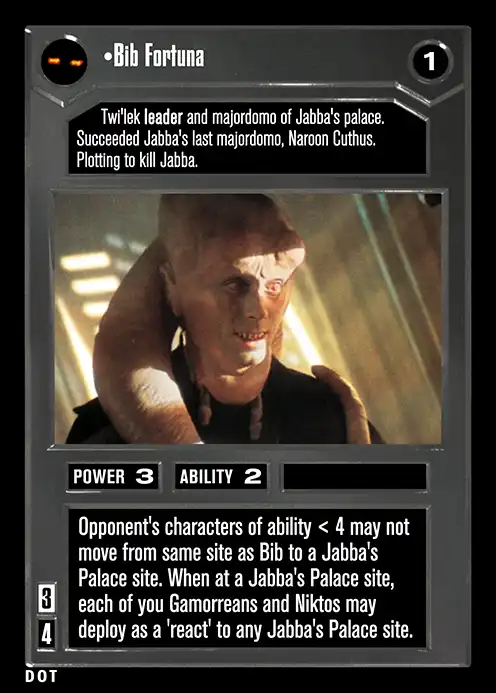 •Bib Fortuna
1
Twi'lek leader and majordomo of Jabba's palace.
Succeeded Jabba's last majordomo, Naroon Cuthus.
Plotting to kill Jabba.
POWER 3 ABILITY 2
Opponent's characters of ability < 4 may not
move from same site as Bib to a Jabba's
Palace site. When at a Jabba's Palace site,
each of you Gamorreans and Niktos may
deploy as a 'react' to any Jabba's Palace site.
3
4
DOT